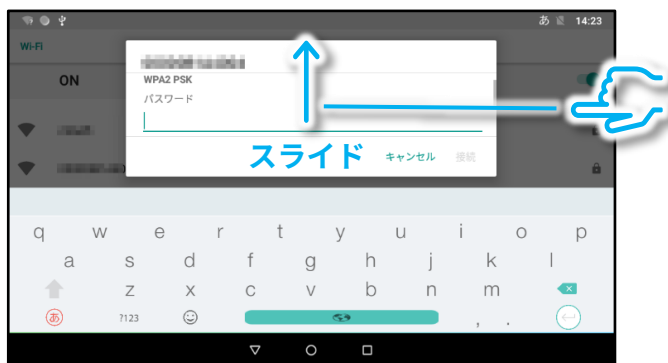 あ 14:23
Wi-Fi
ON
WPA2 PSK
パスワード
スライド
キャンセル 接続
q w e r t y u i o p
a s d f g h j k l
z x c v b n m
あ ?123 , .